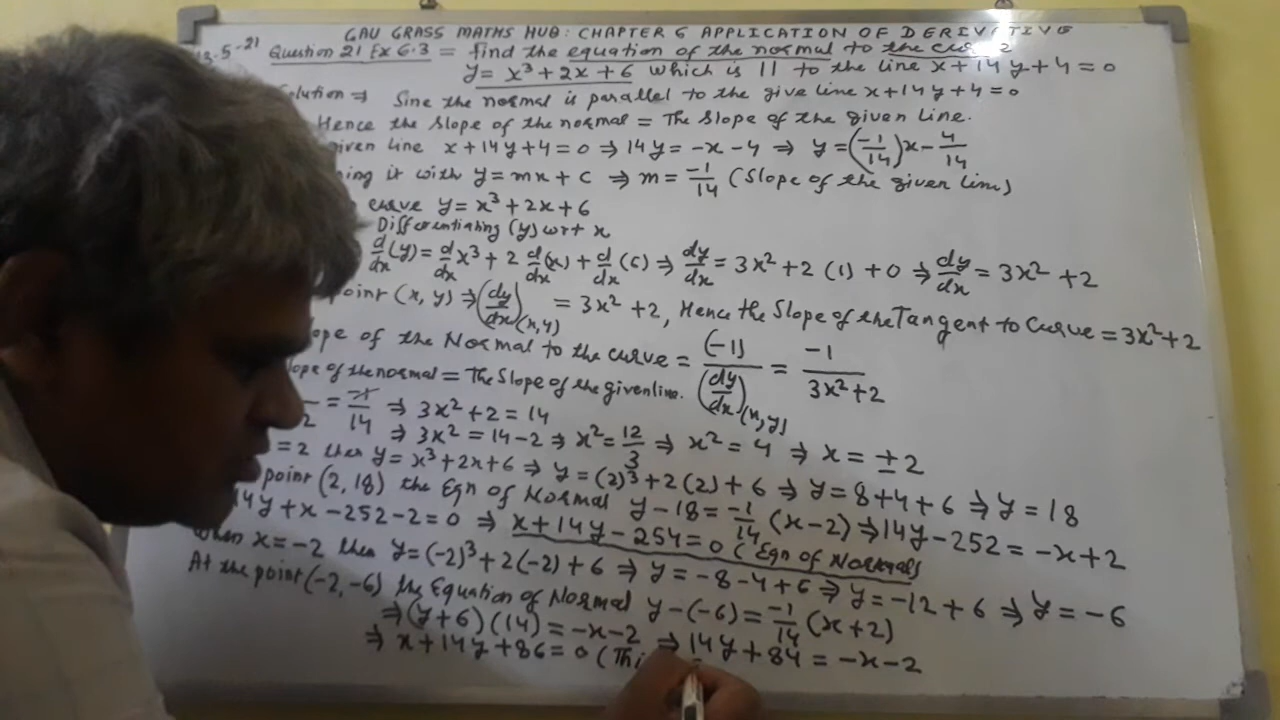 GAU GRASS MATHS HUB: CHAPTER 6 APPLICATION OF DERIVATIVE
13.5-21 Question 21 Ex 6.3 = find the equation of the normal to the curve
y = x³+2x+6 which is 11 to the line x+14y+4=0
Solution ⇒ Sine the normal is parallel to the give line x+14y+4=0
Hence the slope of the normal = The slope of the given line.
given line x+14y+4=0 ⇒ 14y = -x-4 ⇒ y = (-1/14)x - 4/14
it with y=mx+c ⇒ m = -1/14 (Slope of the given line)
curve y=x³+2x+6
Differentiating (y) wrt x
d/dx(y) = d/dx x³ + 2 d/dx(x) + d/dx(6) ⇒ dy/dx = 3x²+2(1)+0 ⇒ dy/dx = 3x²+2
point (x, y) ⇒ (dy/dx)(x,y) = 3x²+2, Hence the Slope of the Tangent to Curve = 3x²+2
slope of the Normal to the curve = (-1)/(dy/dx)(x,y) = -1/3x²+2
slope of the normal = The Slope of the given line.
2 = -1/14 ⇒ 3x²+2 = 14
⇒ 3x² = 14-2 ⇒ x² = 12/3 ⇒ x² = 4 ⇒ x = ±2
= 2 then y = x³+2x+6 ⇒ y = (2)³+2(2)+6 ⇒ y = 8+4+6 ⇒ y = 18
point (2, 18) the Eqn of Normal y-18 = -1/14 (x-2) ⇒ 14y-252 = -x+2
14y+x-252-2=0 ⇒ x+14y-254=0 (Eqn of Normal)
When x=-2 then y=(-2)³+2(-2)+6 ⇒ y = -8-4+6 ⇒ y = -12+6 ⇒ y = -6
At the point (-2,-6) the Equation of Normal y-(-6) = -1/14 (x+2)
⇒ (y+6)(14) = -x-2 ⇒ 14y+84 = -x-2
⇒ x+14y+86=0 (Thi